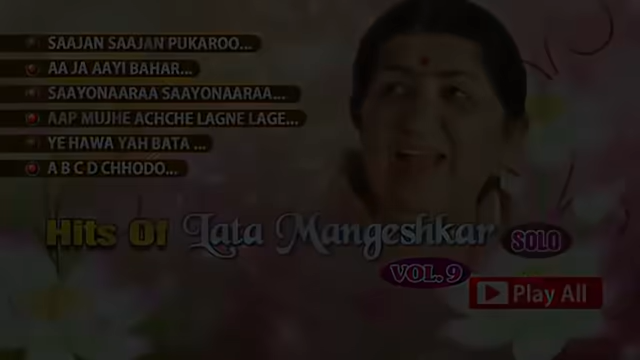 SAAJAN SAAJAN PUKAROO...
AA JA AAYI BAHAR...
SAAYONAARAA SAAYONAARAA...
AAP MUJHE ACHCHE LAGNE LAGE...
YE HAWA YAH BATA ...
A B C D CHHODO...
Hits Of Lata Mangeshkar SOLO
VOL. 9
Play All